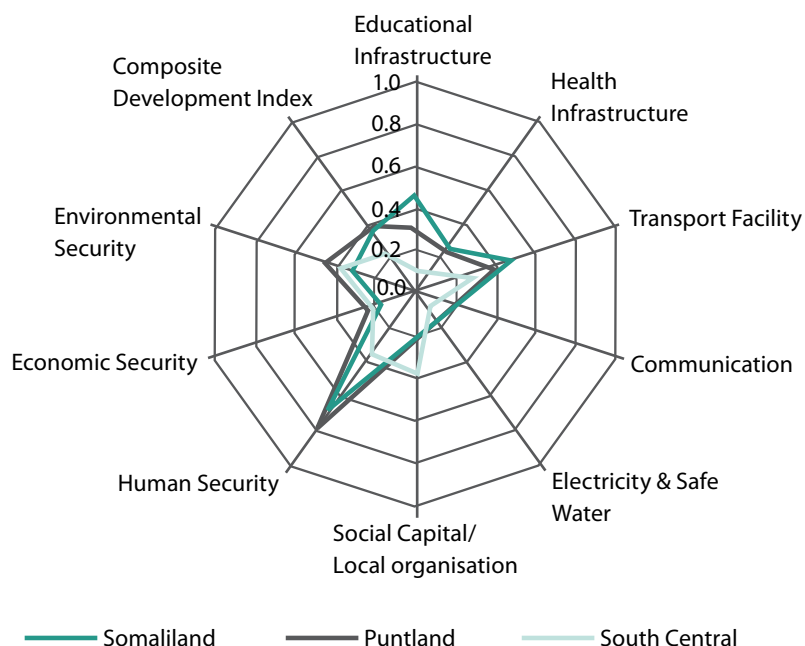 Educational
Infrastructure
Composite
Development Index
Health
Infrastructure
1.0
0.8
0.6
0.4
0.2
0.0
Environmental
Security
Transport Facility
Economic Security
Communication
Human Security
Electricity & Safe
Water
Social Capital/
Local organisation
Somaliland
Puntland
South Central